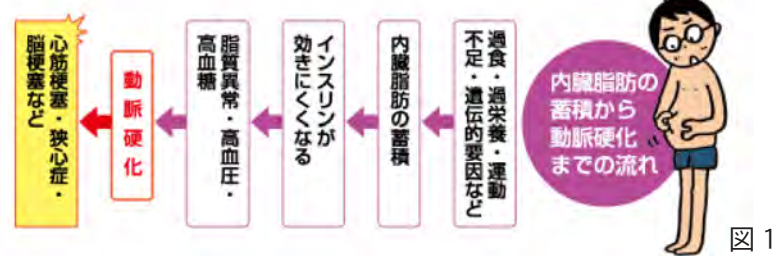 内臓脂肪の
蓄積から
動脈硬化
までの流れ
過食・過栄養・運動
不足・遺伝的要因など
内臓脂肪の蓄積
インスリンが
効きにくくなる
脂質異常・高血圧・
高血糖
動脈硬化
心筋梗塞・狭心症・
脳梗塞など
図1